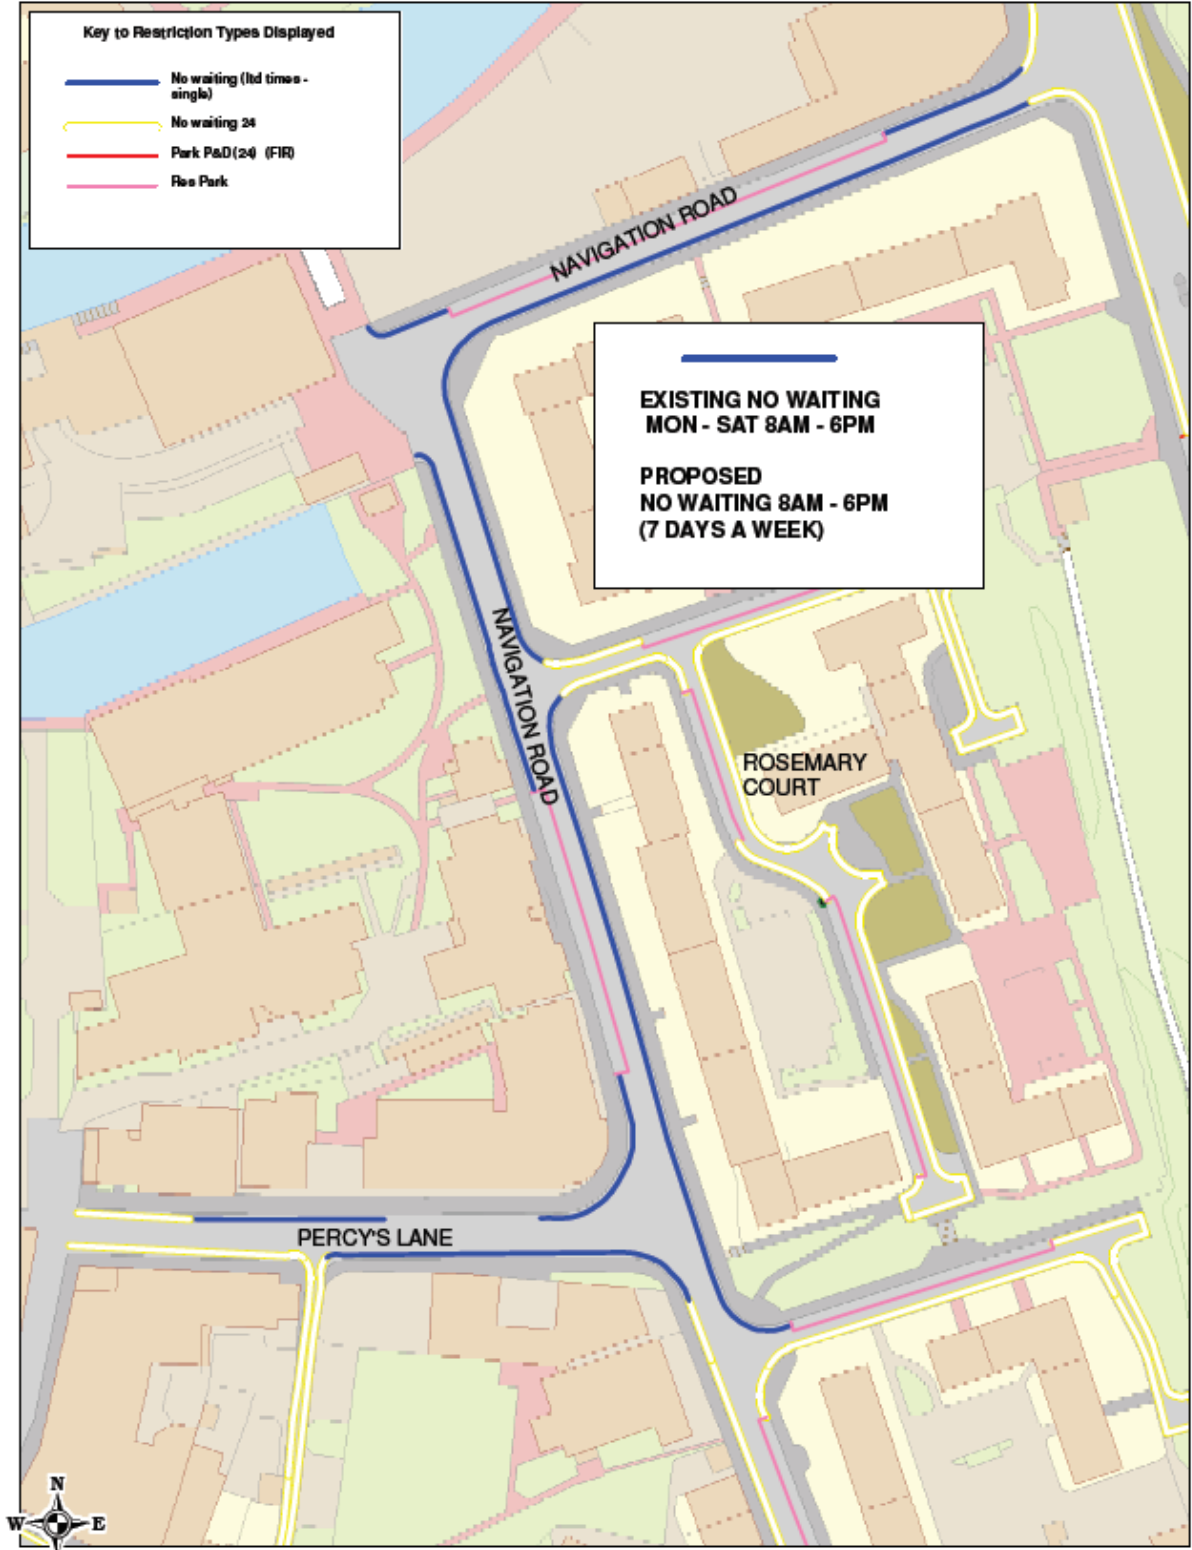 Key to Restriction Types Displayed
No waiting (ltd times -
single)
No waiting 24
Park P&D(24) (FIR)
Res Park
NAVIGATION ROAD
EXISTING NO WAITING
MON - SAT 8AM - 6PM
PROPOSED
NO WAITING 8AM - 6PM
(7 DAYS A WEEK)
NAVIGATION ROAD
ROSEMARY
COURT
PERCY'S LANE
N
W
E